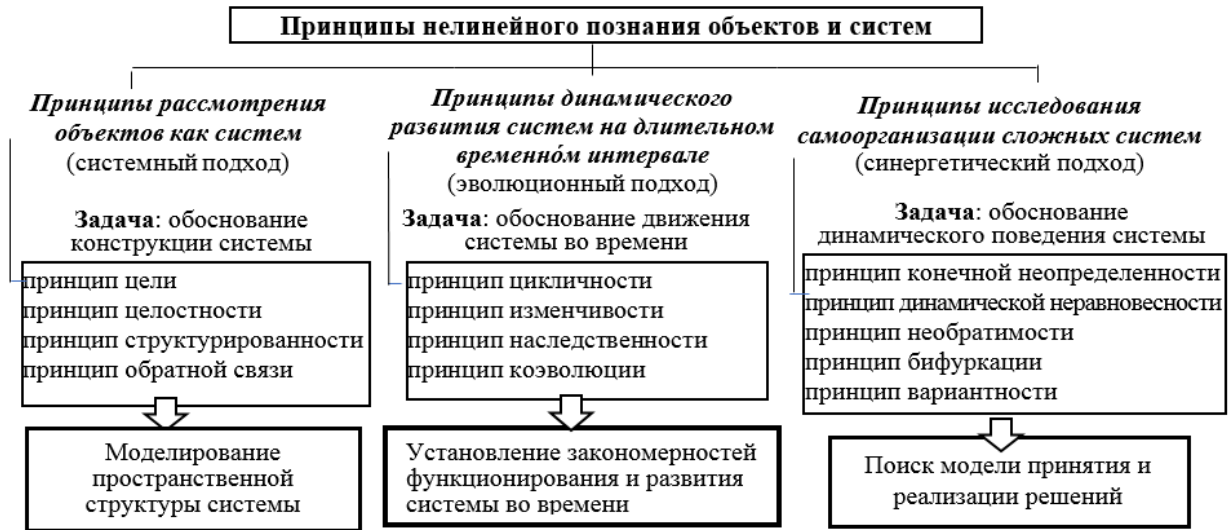 Принципы нелинейного познания объектов и систем
Принципы рассмотрения
объектов как систем
(системный подход)
Задача: обоснование
конструкции системы
принцип цели
принцип целостности
принцип структурированности
принцип обратной связи
Моделирование
пространственной
структуры системы
Принципы динамического
развития систем на длительном
временно́м интервале
(эволюционный подход)
Задача: обоснование движения
системы во времени
принцип цикличности
принцип изменчивости
принцип наследственности
принцип коэволюции
Установление закономерностей
функционирования и развития
системы во времени
Принципы исследования
самоорганизации сложных систем
(синергетический подход)
Задача: обоснование
динамического поведения системы
принцип конечной неопределенности
принцип динамической неравновесности
принцип необратимости
принцип бифуркации
принцип вариантности
Поиск модели принятия и
реализации решений